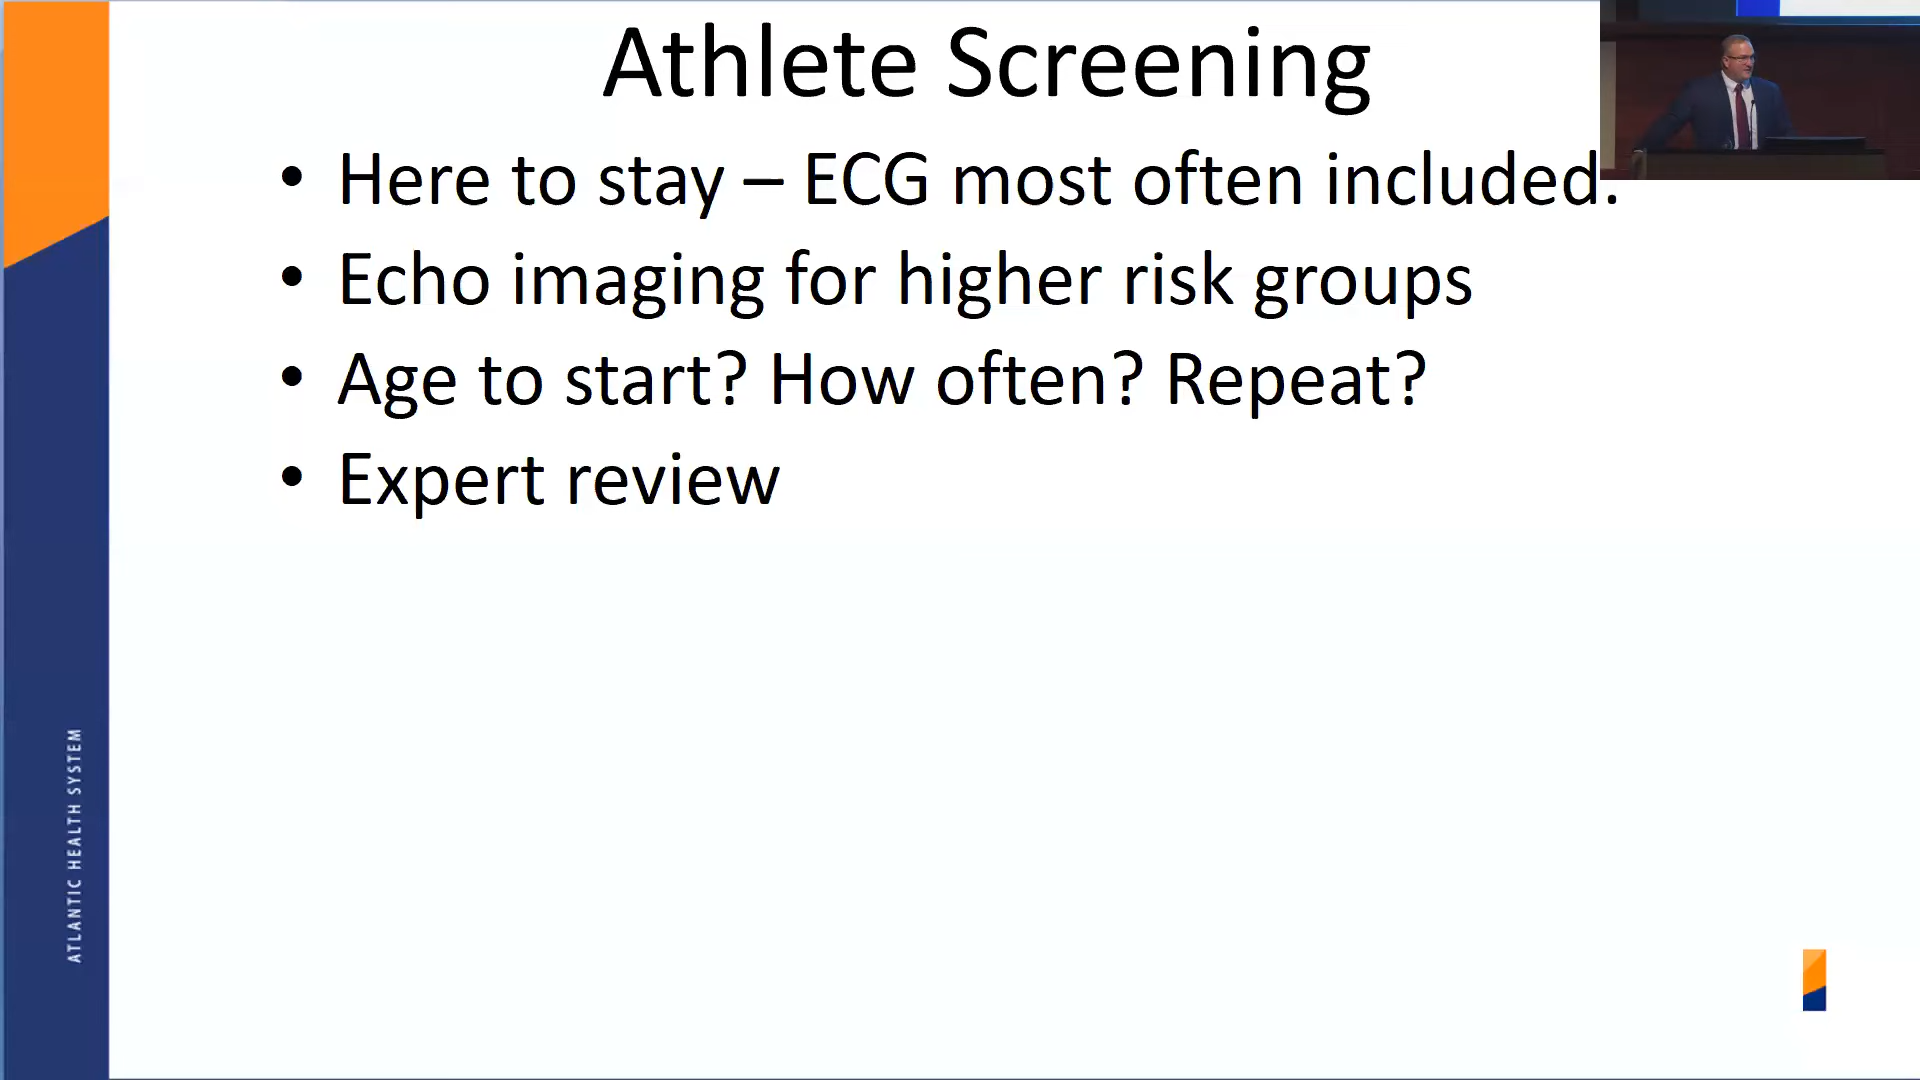 Athlete Screening
• Here to stay – ECG most often included.
• Echo imaging for higher risk groups
• Age to start? How often? Repeat?
• Expert review
ATLANTIC HEALTH SYSTEM